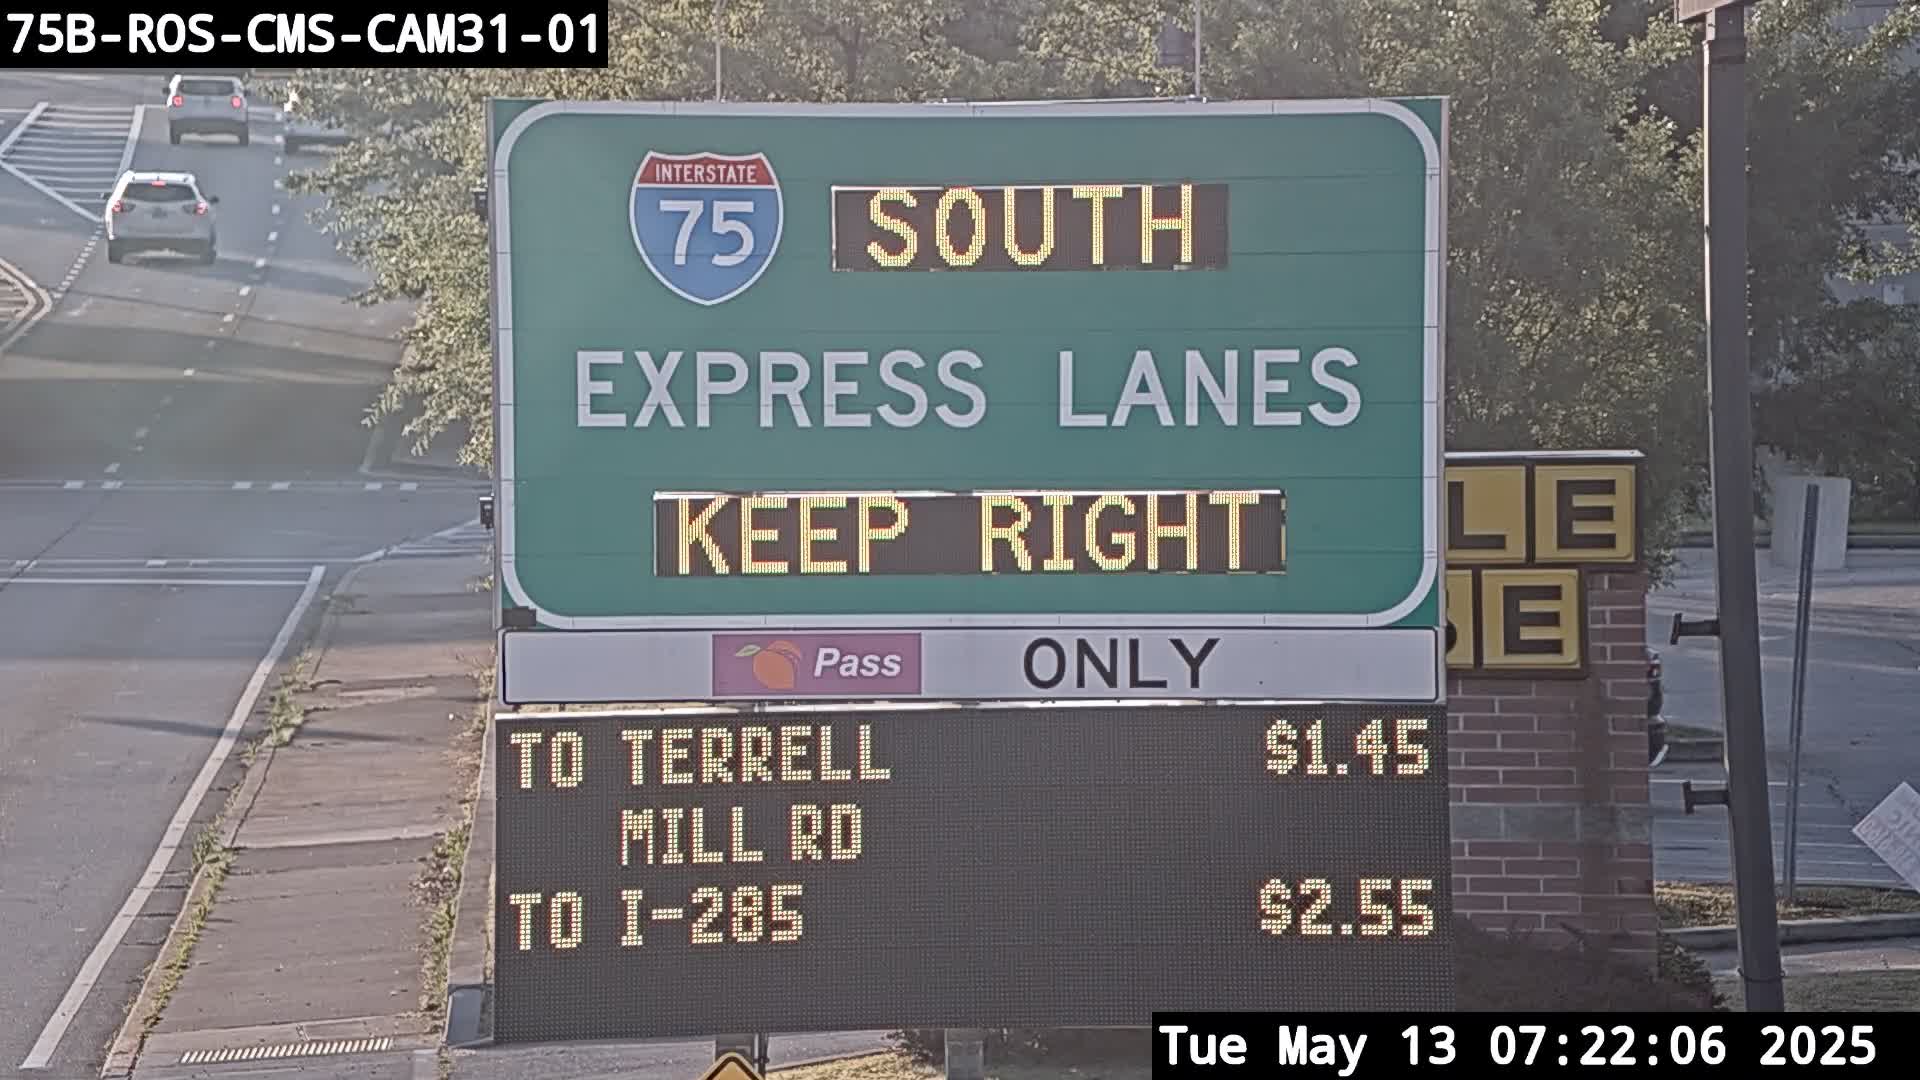 75B-ROS-CMS-CAM31-01
INTERSTATE
75
SOUTH
EXPRESS LANES
KEEP RIGHT
LE
E
Pass ONLY
TO TERRELL $1.45
MILL RD
TO I-285 $2.55
Tue May 13 07:22:06 2025